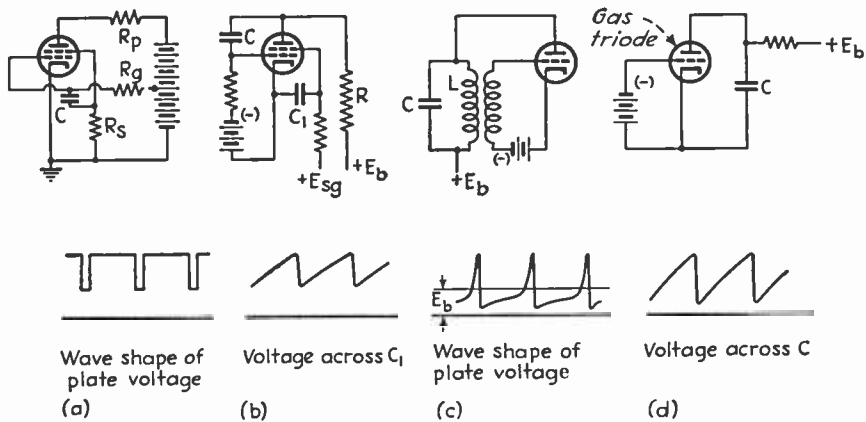 Rp
Rg
C
Rs
C
(-)
C1
R
+Esg
+Eb
C
L
(-)
+Eb
Gas
triode
(-)
C
+Eb
Wave shape of
plate voltage
(a)
Voltage across C1
(b)
Eb
Wave shape of
plate voltage
(c)
Voltage across C
(d)